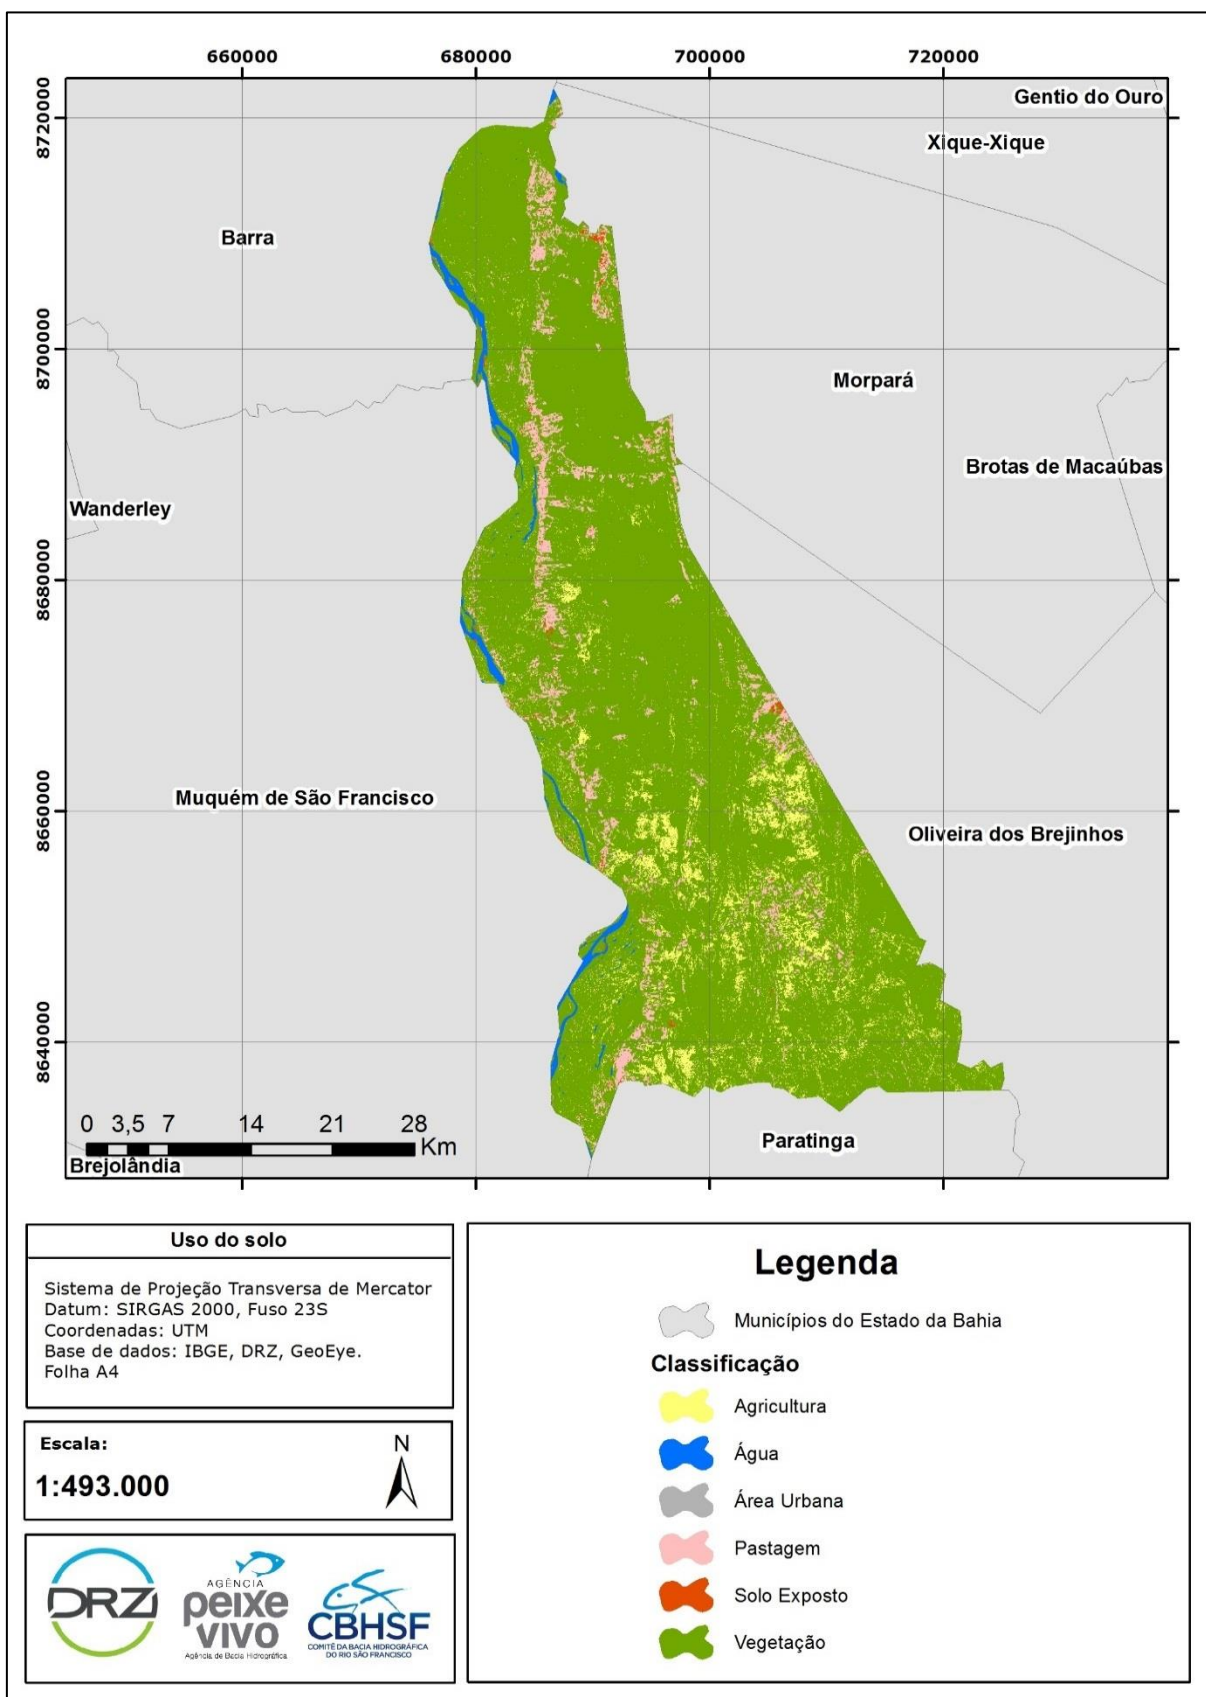 660000
680000
700000
720000
8720000
8700000
8680000
8660000
8640000
Gentio do Ouro
Xique-Xique
Barra
Morpará
Brotas de Macaúbas
Wanderley
Muquém de São Francisco
Oliveira dos Brejinhos
Paratinga
0 3,5 7 14 21 28
Km
Brejolândia
Uso do solo
Sistema de Projeção Transversa de Mercator
Datum: SIRGAS 2000, Fuso 23S
Coordenadas: UTM
Base de dados: IBGE, DRZ, GeoEye.
Folha A4
Escala:
1:493.000
N
DRZ
AGÊNCIA
peixe
vivo
Agência de Bacia Hidrográfica
CBHSF
COMITÊ DA BACIA HIDROGRÁFICA
DO RIO SÃO FRANCISCO
Legenda
Municípios do Estado da Bahia
Classificação
Agricultura
Água
Área Urbana
Pastagem
Solo Exposto
Vegetação